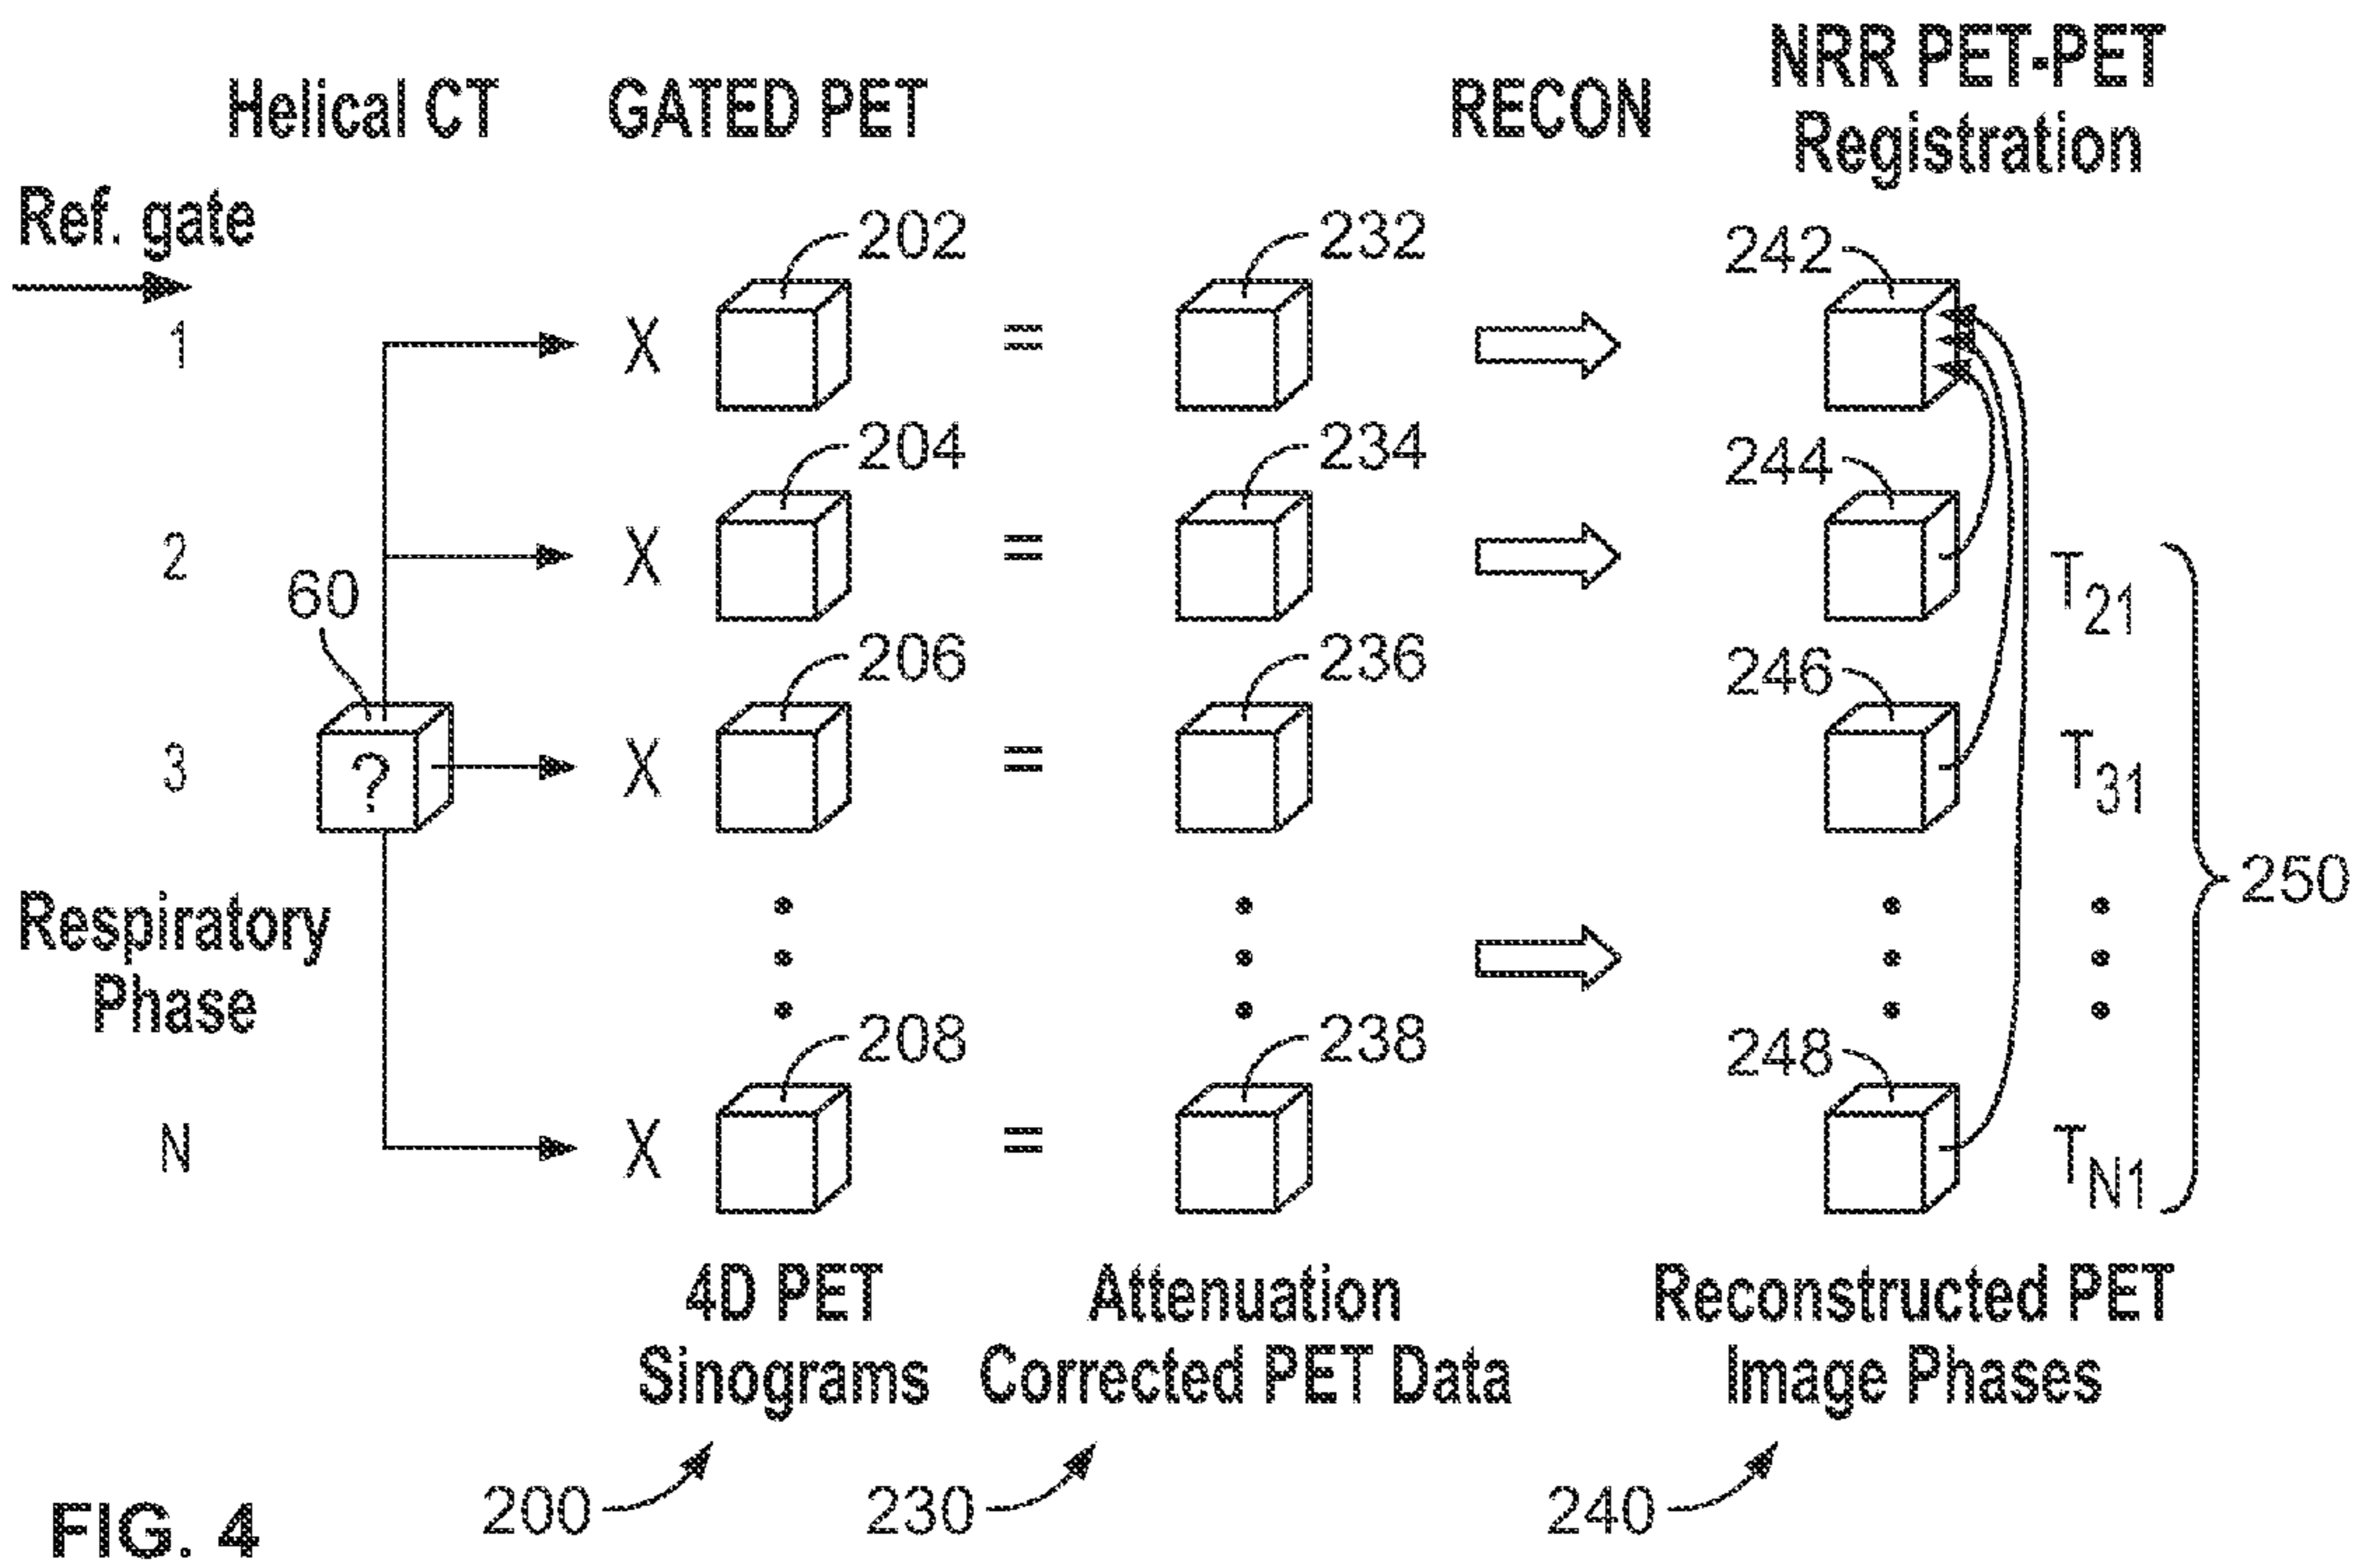 Helical CT
GATED PET
RECON
NRR PET-PET
Registration
Ref. gate
202
232
242
1
X
=
204
234
244
2
X
=
T21
60
206
236
246
3
?
X
=
T31
250
Respiratory
Phase
208
238
248
N
X
=
TN1
4D PET
Sinograms
Attenuation
Corrected PET Data
Reconstructed PET
Image Phases
200
230
240
FIG. 4